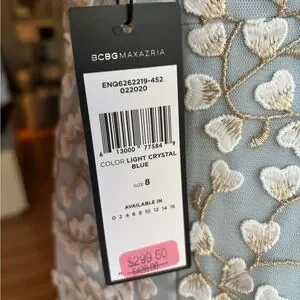 BCBGMAXAZRIA
ENQ6262219-452
022020
6 13000 77584 9
COLOR LIGHT CRYSTAL
BLUE
SIZE 8
AVAILABLE IN
0 2 4 6 8 10 12 14 16
$299.60